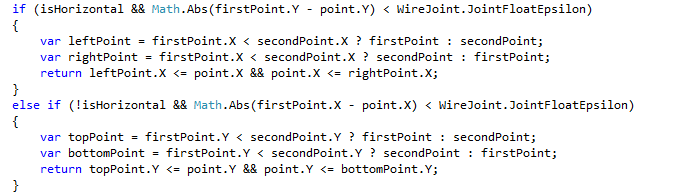 if (isHorizontal && Math.Abs(firstPoint.Y - point.Y) < WireJoint.JointFloatEpsilon)
{
    var leftPoint = firstPoint.X < secondPoint.X ? firstPoint : secondPoint;
    var rightPoint = firstPoint.X < secondPoint.X ? secondPoint : firstPoint;
    return leftPoint.X <= point.X && point.X <= rightPoint.X;
}
else if (!isHorizontal && Math.Abs(firstPoint.X - point.X) < WireJoint.JointFloatEpsilon)
{
    var topPoint = firstPoint.Y < secondPoint.Y ? firstPoint : secondPoint;
    var bottomPoint = firstPoint.Y < secondPoint.Y ? secondPoint : firstPoint;
    return topPoint.Y <= point.Y && point.Y <= bottomPoint.Y;
}